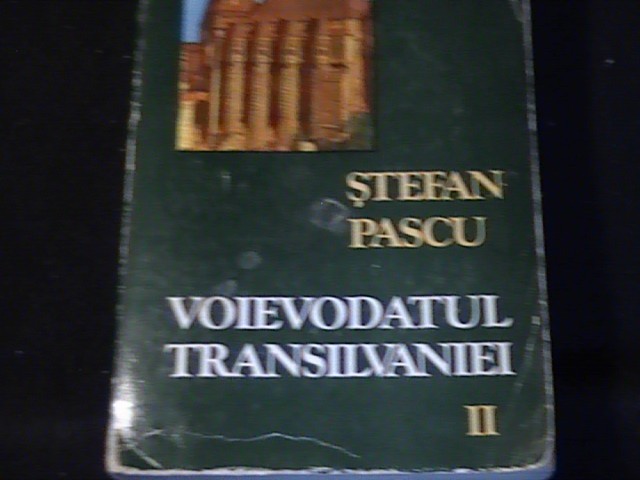 ȘTEFAN
PASCU
VOIEVODATUL
TRANSILVANIEI
II